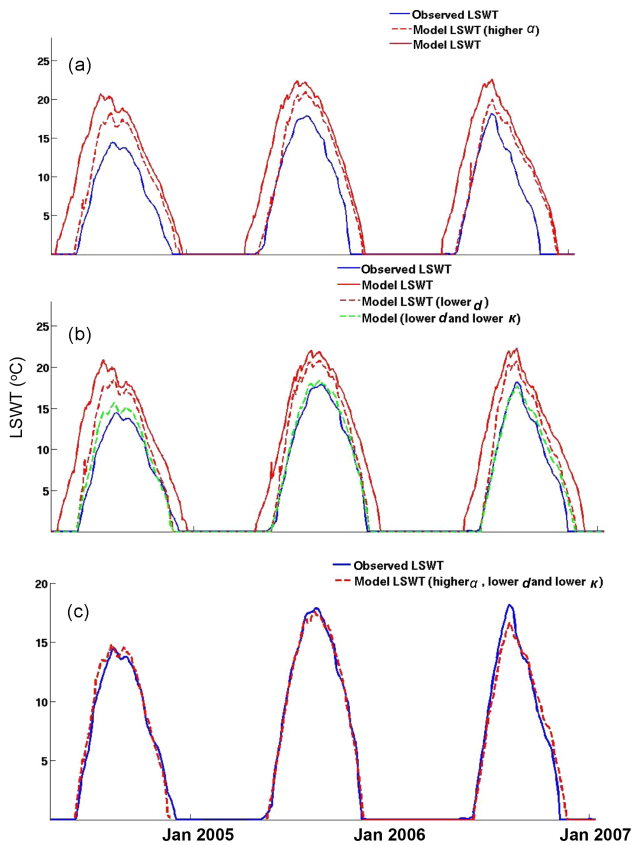 Observed LSWT
Model LSWT (higher α)
Model LSWT
(a)
25
20
15
10
5
Observed LSWT
Model LSWT
Model LSWT (lower d)
Model (lower d and lower κ)
(b)
25
20
15
10
5
LSWT (°C)
Observed LSWT
Model LSWT (higher α , lower d and lower κ)
(c)
20
15
10
5
Jan 2005 Jan 2006 Jan 2007